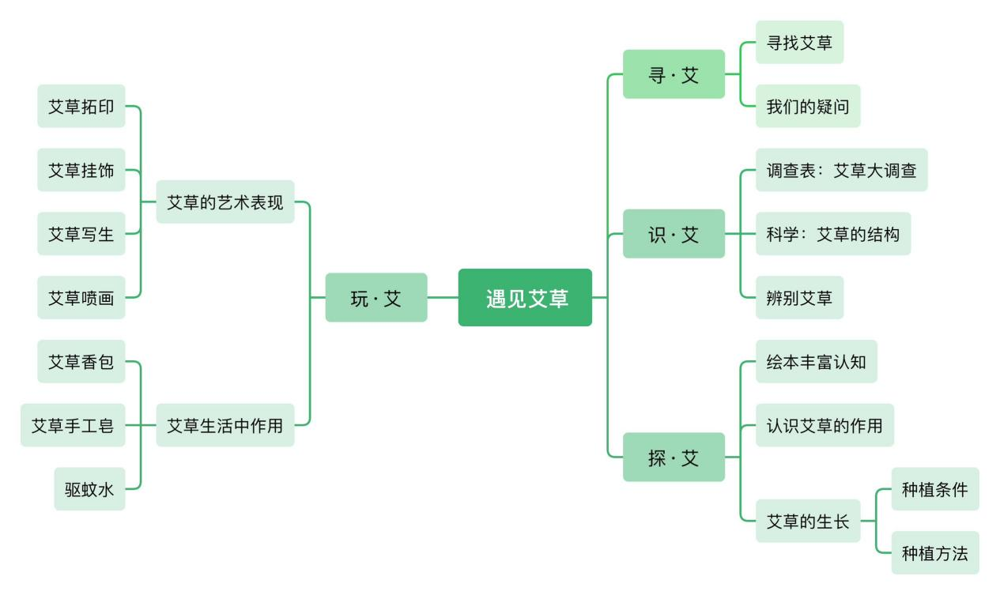 遇见艾草
寻·艾
寻找艾草
我们的疑问
识·艾
调查表：艾草大调查
科学：艾草的结构
辨别艾草
探·艾
绘本丰富认知
认识艾草的作用
艾草的生长
种植条件
种植方法
玩·艾
艾草的艺术表现
艾草拓印
艾草挂饰
艾草写生
艾草喷画
艾草生活中作用
艾草香包
艾草手工皂
驱蚊水